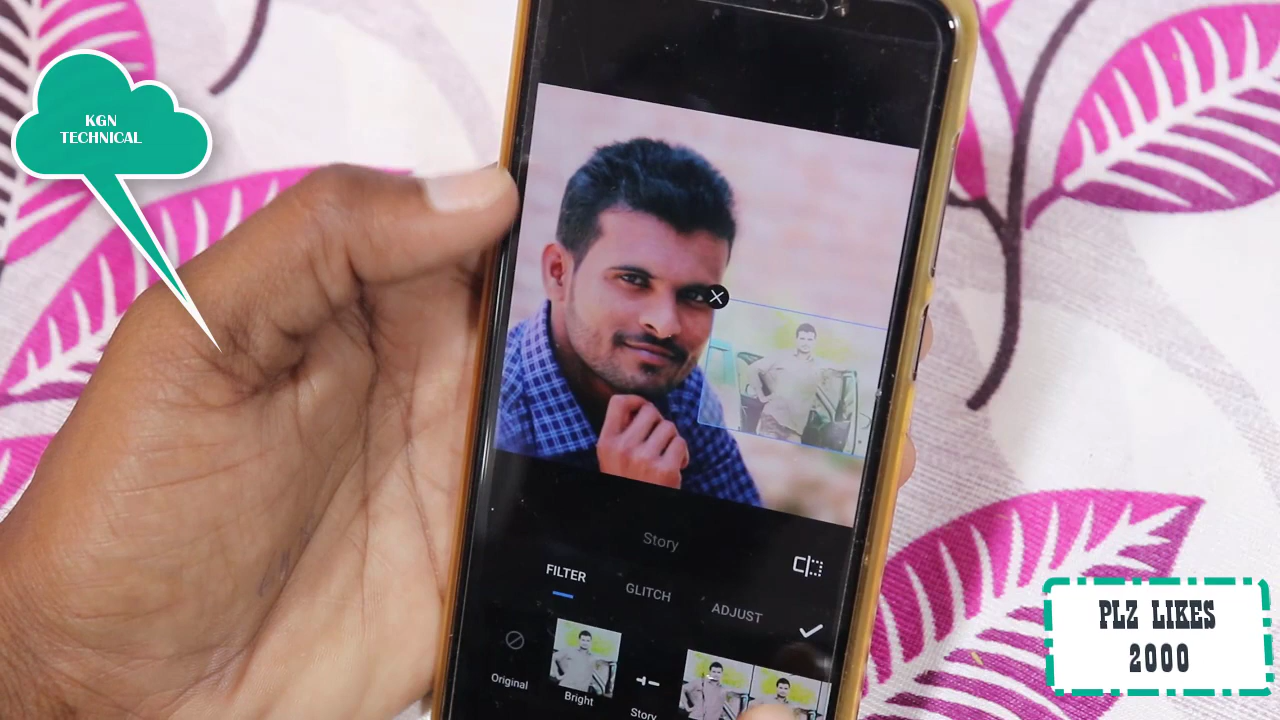 KGN
TECHNICAL
Story
FILTER
GLITCH
ADJUST
Original
Bright
Story
PLZ LIKES
2000